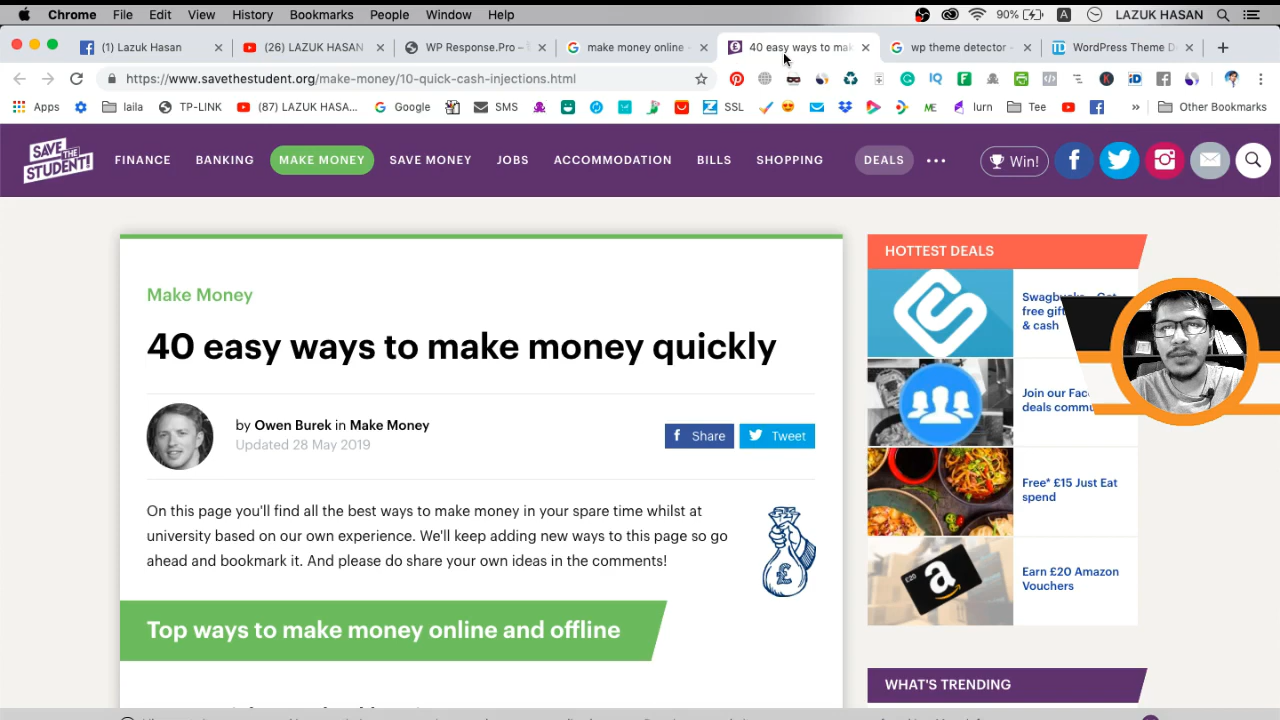 Chrome File Edit View History Bookmarks People Window Help 90% A LAZUK HASAN
(1) Lazuk Hasan
(26) LAZUK HASAN
WP Response.Pro –
make money online -
40 easy ways to mak
wp theme detector -
WordPress Theme D
https://www.savethestudent.org/make-money/10-quick-cash-injections.html
Apps laila TP-LINK (87) LAZUK HASA... Google SMS SSL ME lurn Tee » Other Bookmarks
SAVE THE STUDENT!
FINANCE BANKING MAKE MONEY SAVE MONEY JOBS ACCOMMODATION BILLS SHOPPING DEALS ••• Win!
Make Money
40 easy ways to make money quickly
by Owen Burek in Make Money
Updated 28 May 2019
Share Tweet
On this page you'll find all the best ways to make money in your spare time whilst at
university based on our own experience. We'll keep adding new ways to this page so go
ahead and bookmark it. And please do share your own ideas in the comments!
£
Top ways to make money online and offline
HOTTEST DEALS
free gif
& cash
Join our Fac
deals commu
Free* £15 Just Eat
spend
Earn £20 Amazon
Vouchers
WHAT'S TRENDING